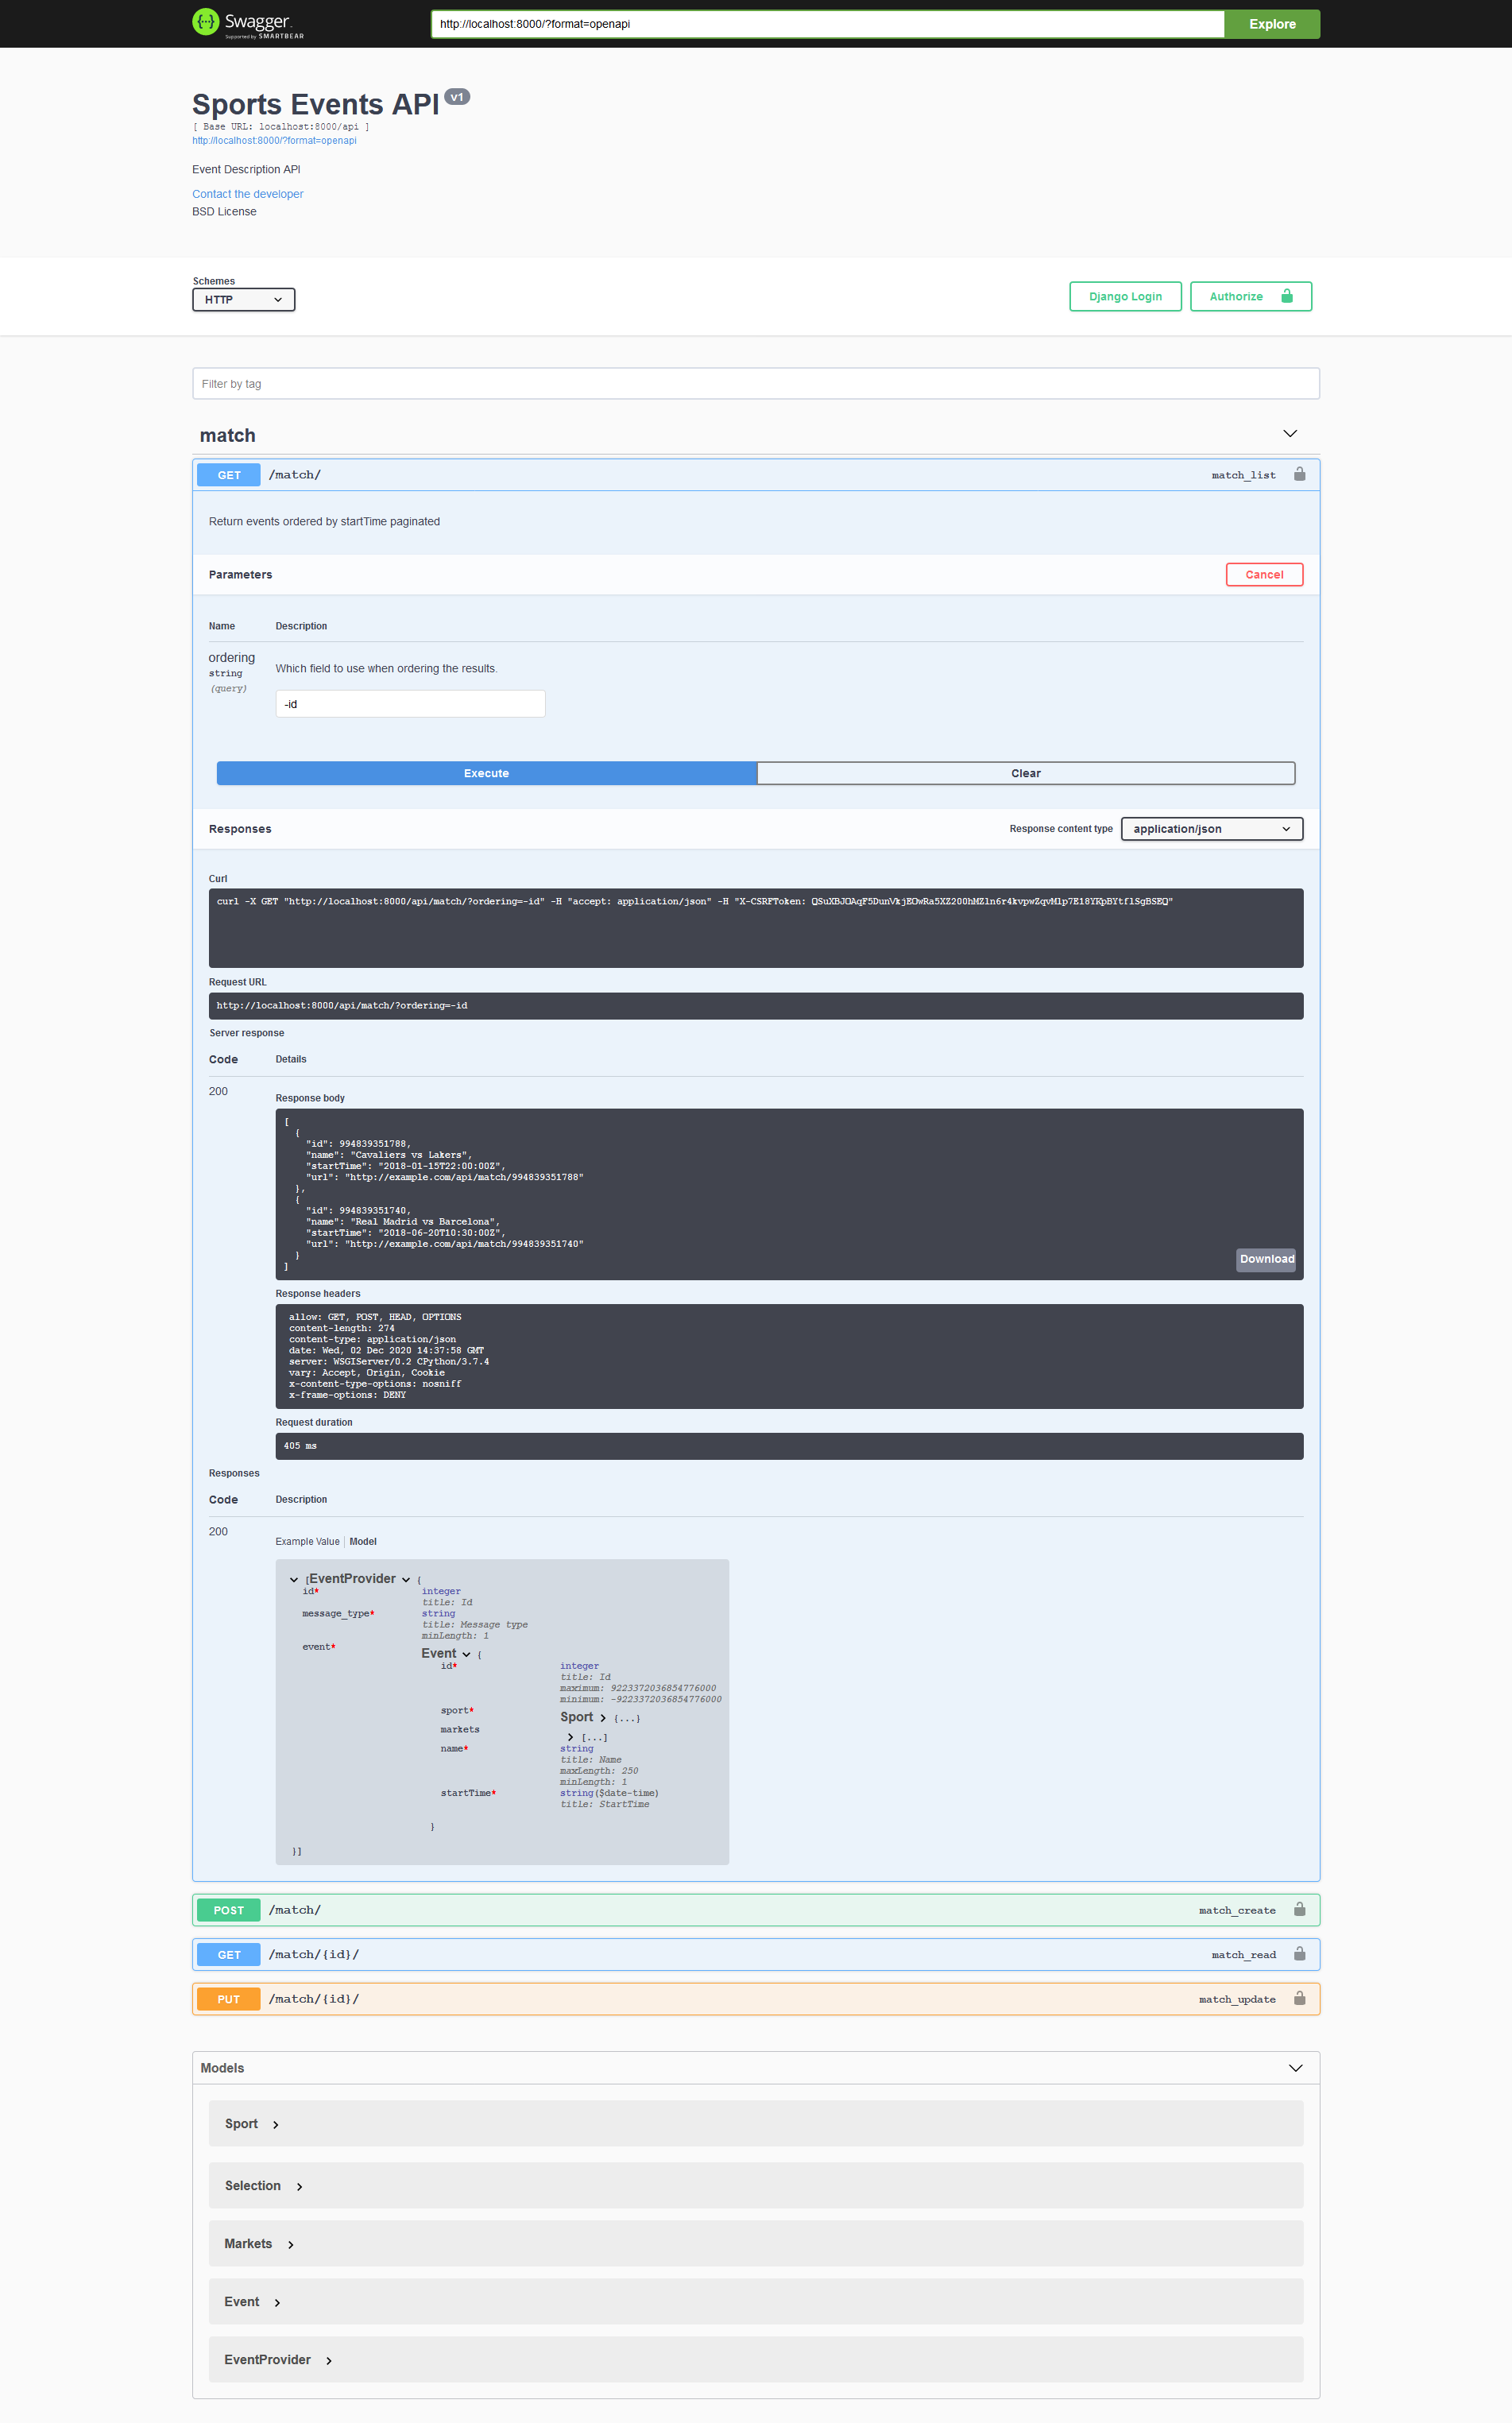 Swagger.
Supported by SMARTBEAR
http://localhost:8000/?format=openapi
Explore
Sports Events API v1
[ Base URL: localhost:8000/api ]
http://localhost:8000/?format=openapi
Event Description API
Contact the developer
BSD License
Schemes
HTTP
Django Login
Authorize
Filter by tag
match
GET /match/ match_list
Return events ordered by startTime paginated
Parameters Cancel
Name Description
ordering
string
(query)
Which field to use when ordering the results.
-id
Execute Clear
Responses Response content type application/json
Curl
curl -X GET "http://localhost:8000/api/match/?ordering=-id" -H "accept: application/json" -H "X-CSRFToken:
Request URL
http://localhost:8000/api/match/?ordering=-id
Server response
Code Details
200
Response body
[
{
"id": 994839351788,
"name": "Cavaliers vs Lakers",
"startTime": "2018-01-15T22:00:00Z",
"url": "http://example.com/api/match/994839351788"
},
{
"id": 994839351740,
"name": "Real Madrid vs Barcelona",
"startTime": "2018-06-20T10:30:00Z",
"url": "http://example.com/api/match/994839351740"
}
]
Download
Response headers
allow: GET, POST, HEAD, OPTIONS
content-length: 274
content-type: application/json
date: Wed, 02 Dec 2020 14:37:58 GMT
server: WSGIServer/0.2 CPython/3.7.4
vary: Accept, Origin, Cookie
x-content-type-options: nosniff
x-frame-options: DENY
Request duration
405 ms
Responses
Code Description
200
Example Value Model
[EventProvider {
id* integer
title: Id
message_type* string
title: Message type
minLength: 1
event*
Event {
id* integer
title: Id
maximum: 9223372036854776000
minimum: -9223372036854776000
sport* Sport {...}
markets [...]
name* string
title: Name
maxLength: 250
minLength: 1
startTime* string($date-time)
title: StartTime
}
}]
POST /match/ match_create
GET /match/{id}/ match_read
PUT /match/{id}/ match_update
Models
Sport
Selection
Markets
Event
EventProvider